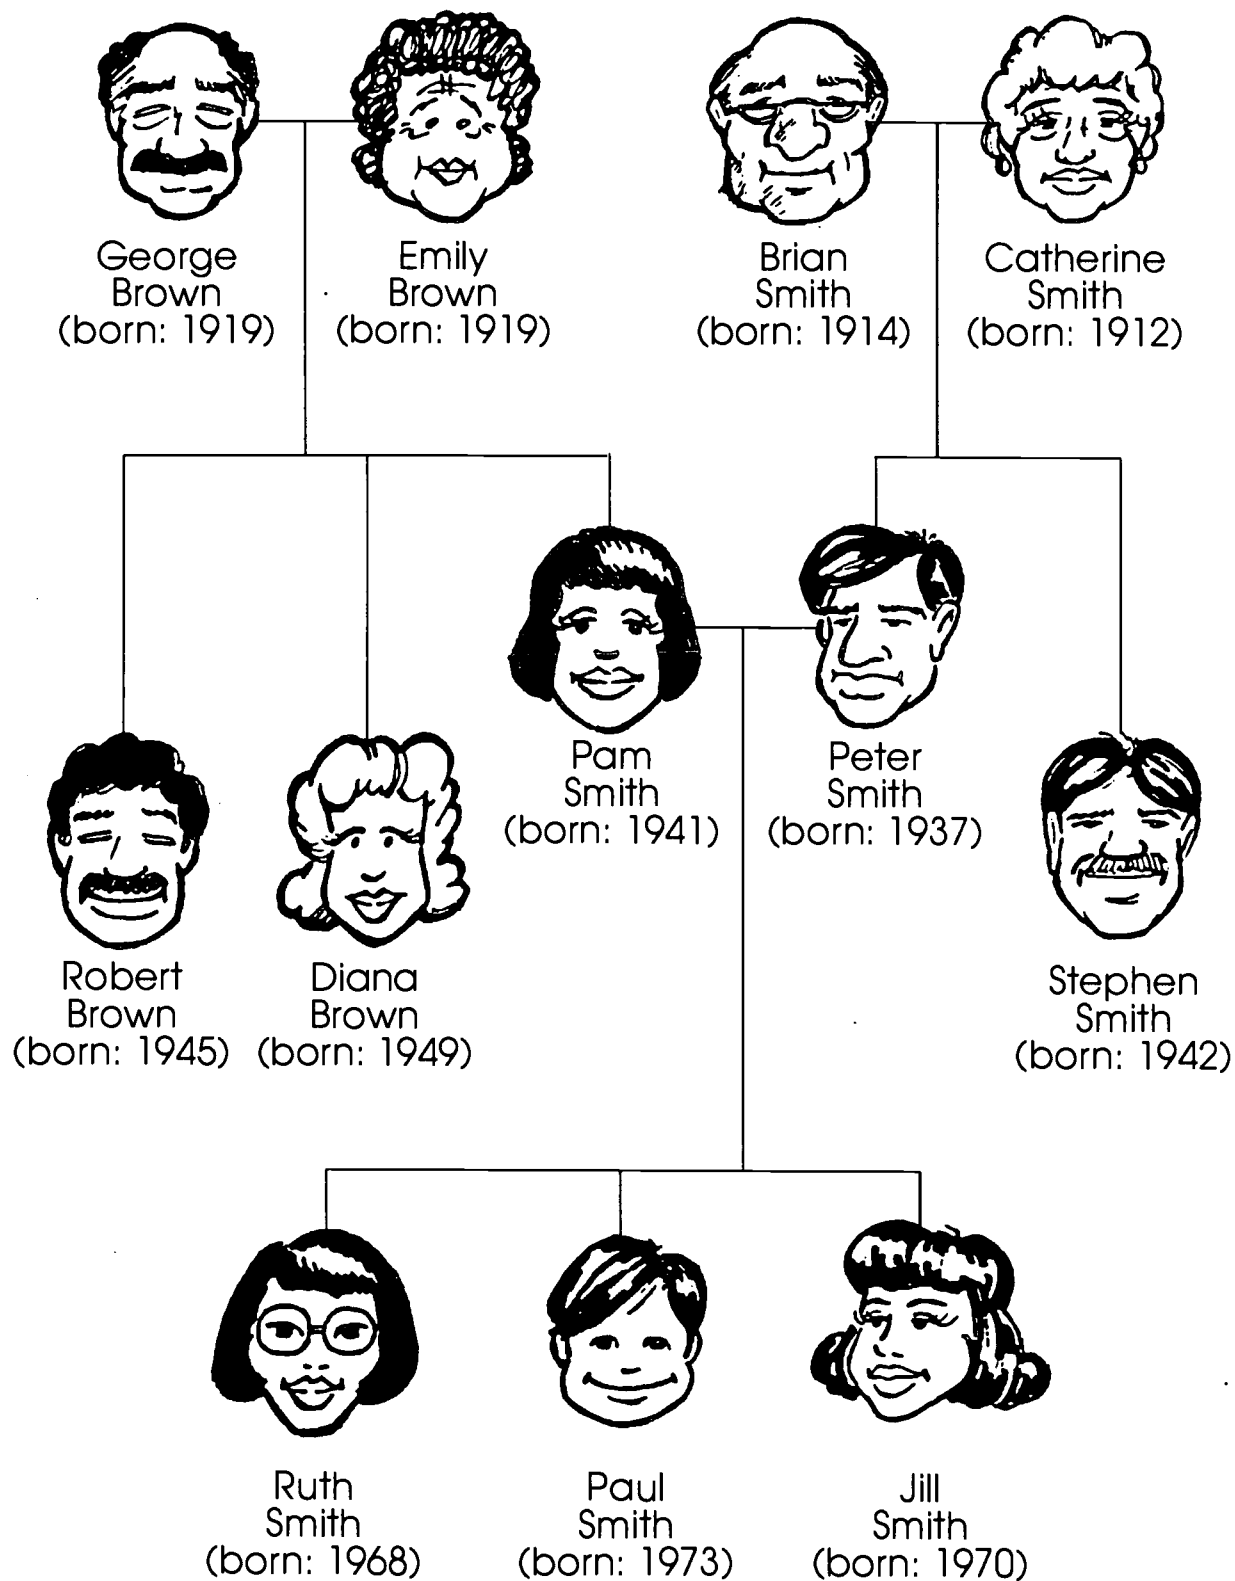 George
Brown
(born: 1919)
Emily
Brown
(born: 1919)
Brian
Smith
(born: 1914)
Catherine
Smith
(born: 1912)
Pam
Smith
(born: 1941)
Peter
Smith
(born: 1937)
Robert
Brown
(born: 1945)
Diana
Brown
(born: 1949)
Stephen
Smith
(born: 1942)
Ruth
Smith
(born: 1968)
Paul
Smith
(born: 1973)
Jill
Smith
(born: 1970)